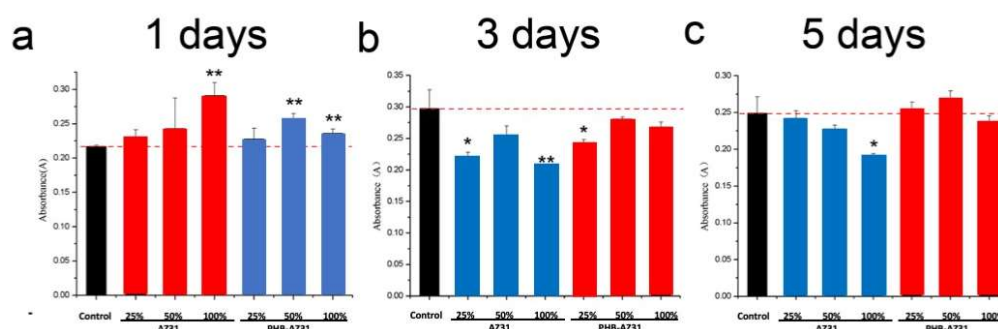 a 1 days
b 3 days
c 5 days
Absorbance(A)
0.30
0.25
0.20
0.15
0.10
0.05
0.00
** ** **
Control 25% 50% 100% 25% 50% 100%
AZ31 PHB-AZ31
Absorbance (A)
0.35
0.30
0.25
0.20
0.15
0.10
0.05
0.00
* ** *
Control 25% 50% 100% 25% 50% 100%
AZ31 PHB-AZ31
Absorbance (A)
0.30
0.25
0.20
0.15
0.10
0.05
0.00
*
Control 25% 50% 100% 25% 50% 100%
AZ31 PHB-AZ31